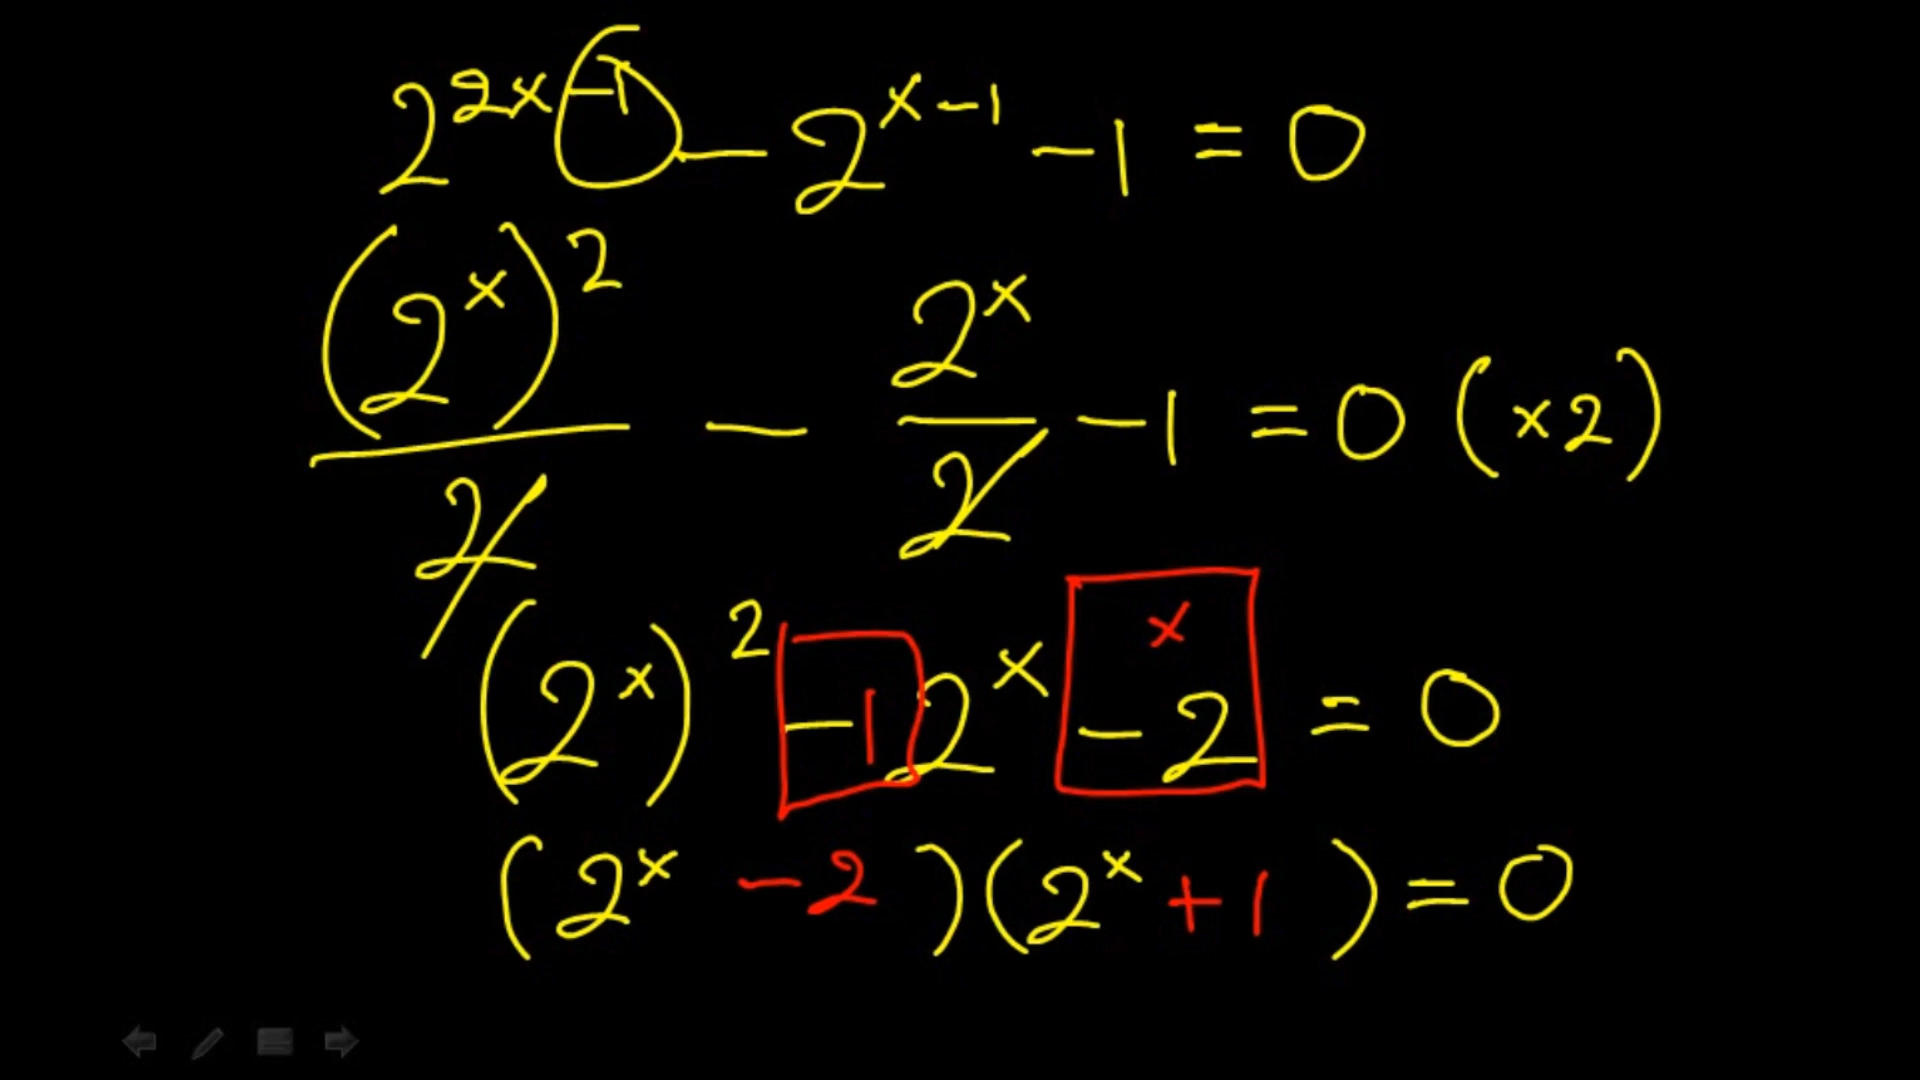 2^(2x-1) - 2^(x-1) - 1 = 0
(2^x)^2/2 - 2^x/2 - 1 = 0 (×2)
(2^x)^2 -1 2^x - 2 = 0
×
(2^x - 2)(2^x + 1) = 0